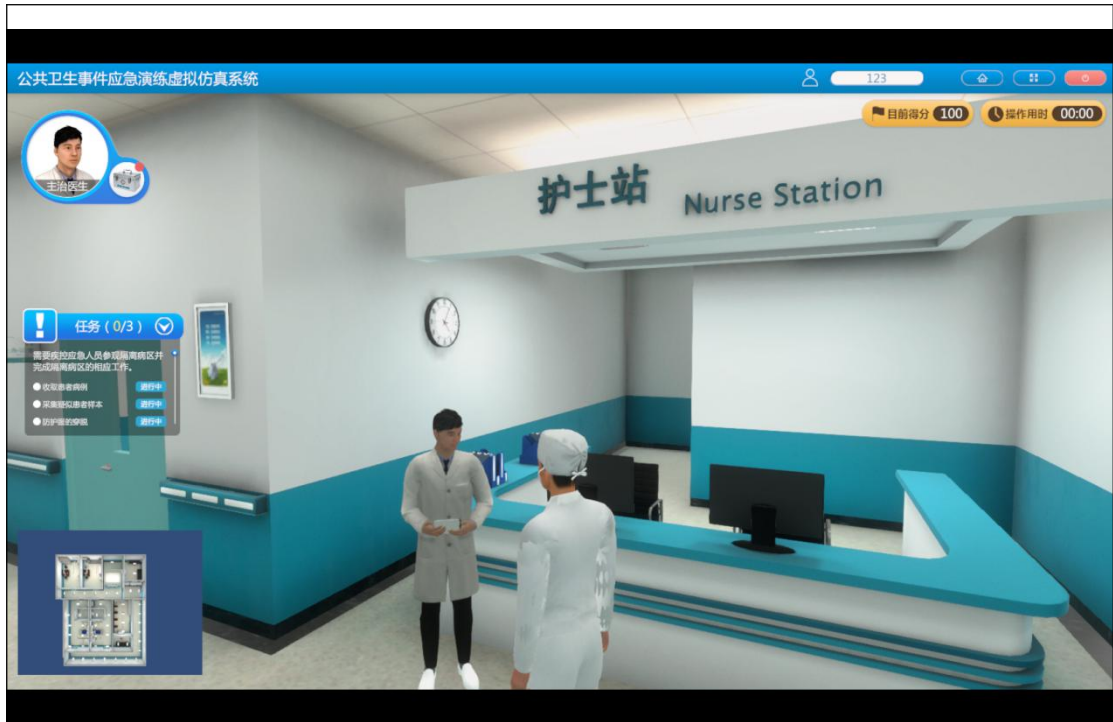 公共卫生事件应急演练虚拟仿真系统
123
目前得分 100
操作用时 00:00
主治医生
护士站 Nurse Station
任务（0/3）
需要疾控应急人员参观隔离病区并
完成隔离病区的相应工作。
收取患者病例 进行中
采集疑似患者样本 进行中
防护服的穿脱 进行中